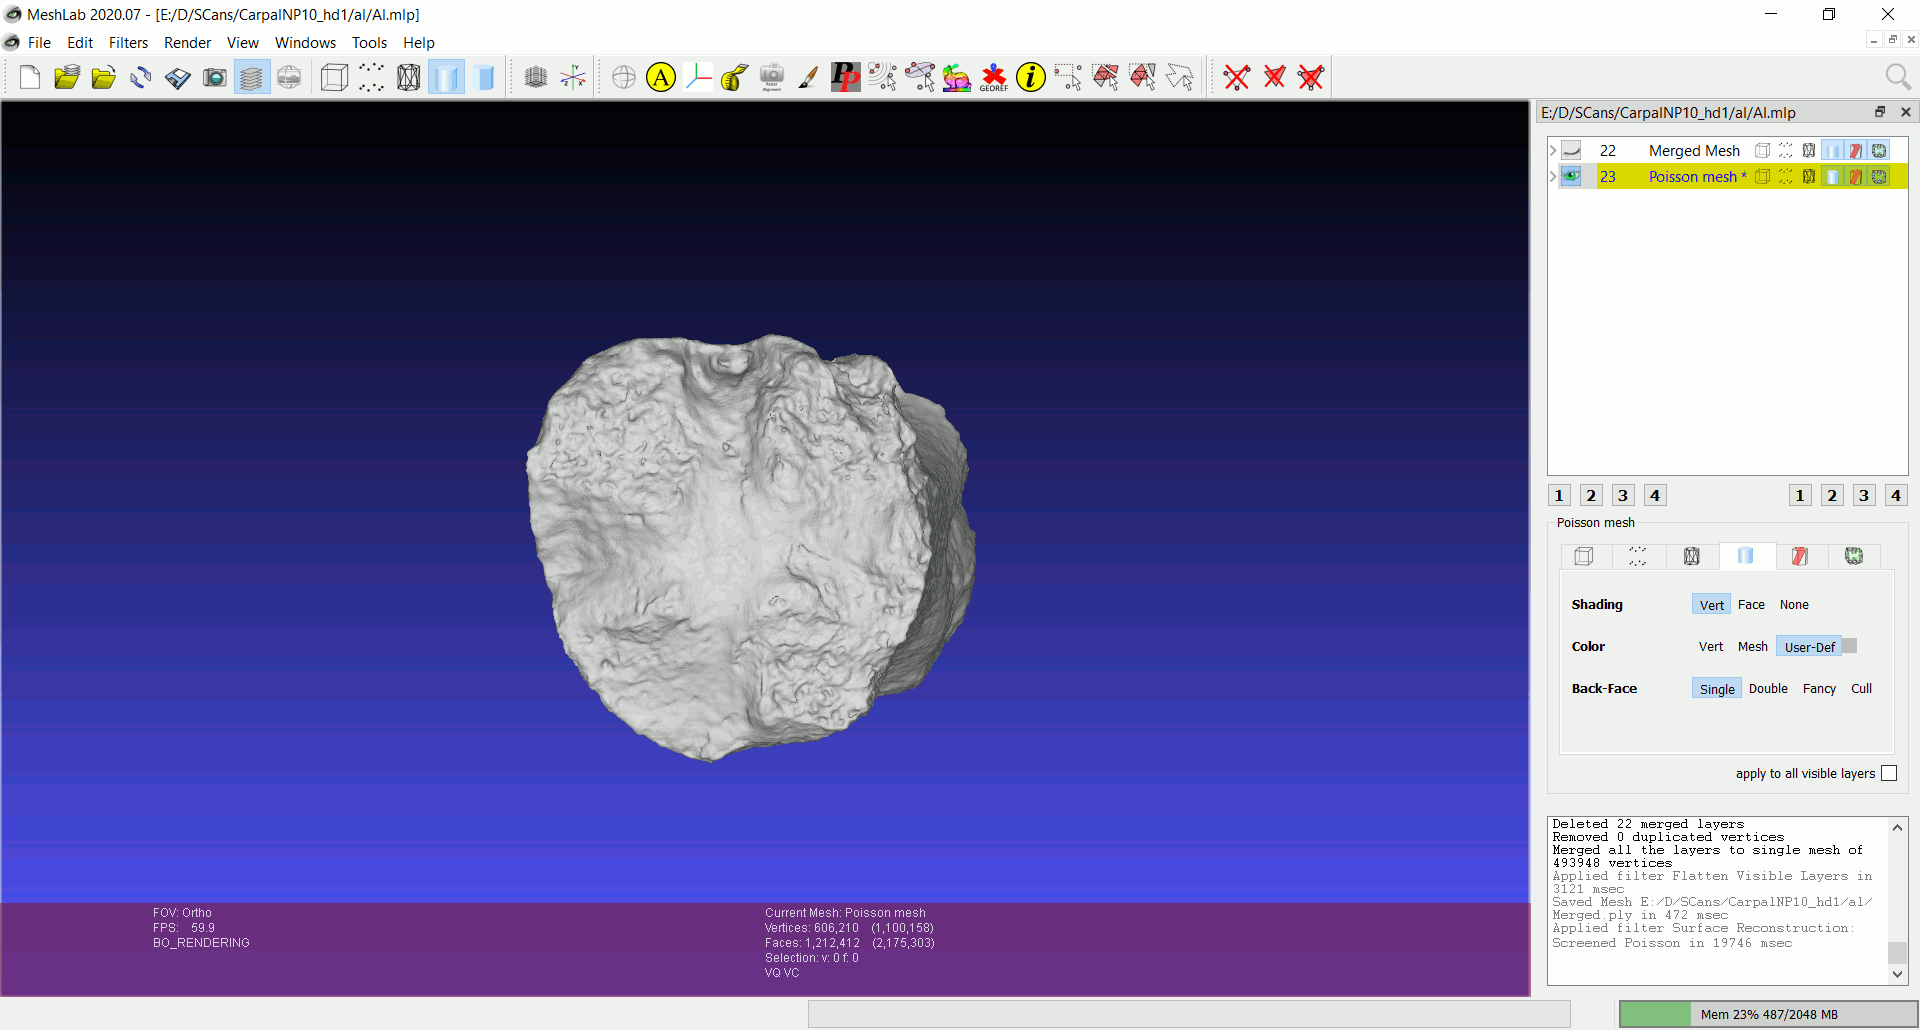 MeshLab 2020.07 - [E:/D/SCans/CarpalNP10_hd1/al/Al.mlp]
File Edit Filters Render View Windows Tools Help
A
PP
GEOREF
i
E:/D/SCans/CarpalNP10_hd1/al/Al.mlp
22 Merged Mesh
23 Poisson mesh *
1 2 3 4 1 2 3 4
Poisson mesh
Shading Vert Face None
Color Vert Mesh User-Def
Back-Face Single Double Fancy Cull
apply to all visible layers
Deleted 22 merged layers
Removed 0 duplicated vertices
Merged all the layers to single mesh of
493948 vertices
Applied filter Flatten Visible Layers in
3121 msec
Saved Mesh E:/D/SCans/CarpalNP10_hd1/al/
Merged.ply in 472 msec
Applied filter Surface Reconstruction:
Screened Poisson in 19746 msec
FOV: Ortho
FPS: 59.9
BO_RENDERING
Current Mesh: Poisson mesh
Vertices: 606,210 (1,100,158)
Faces: 1,212,412 (2,175,303)
Selection: v: 0 f: 0
VQ VC
Mem 23% 487/2048 MB